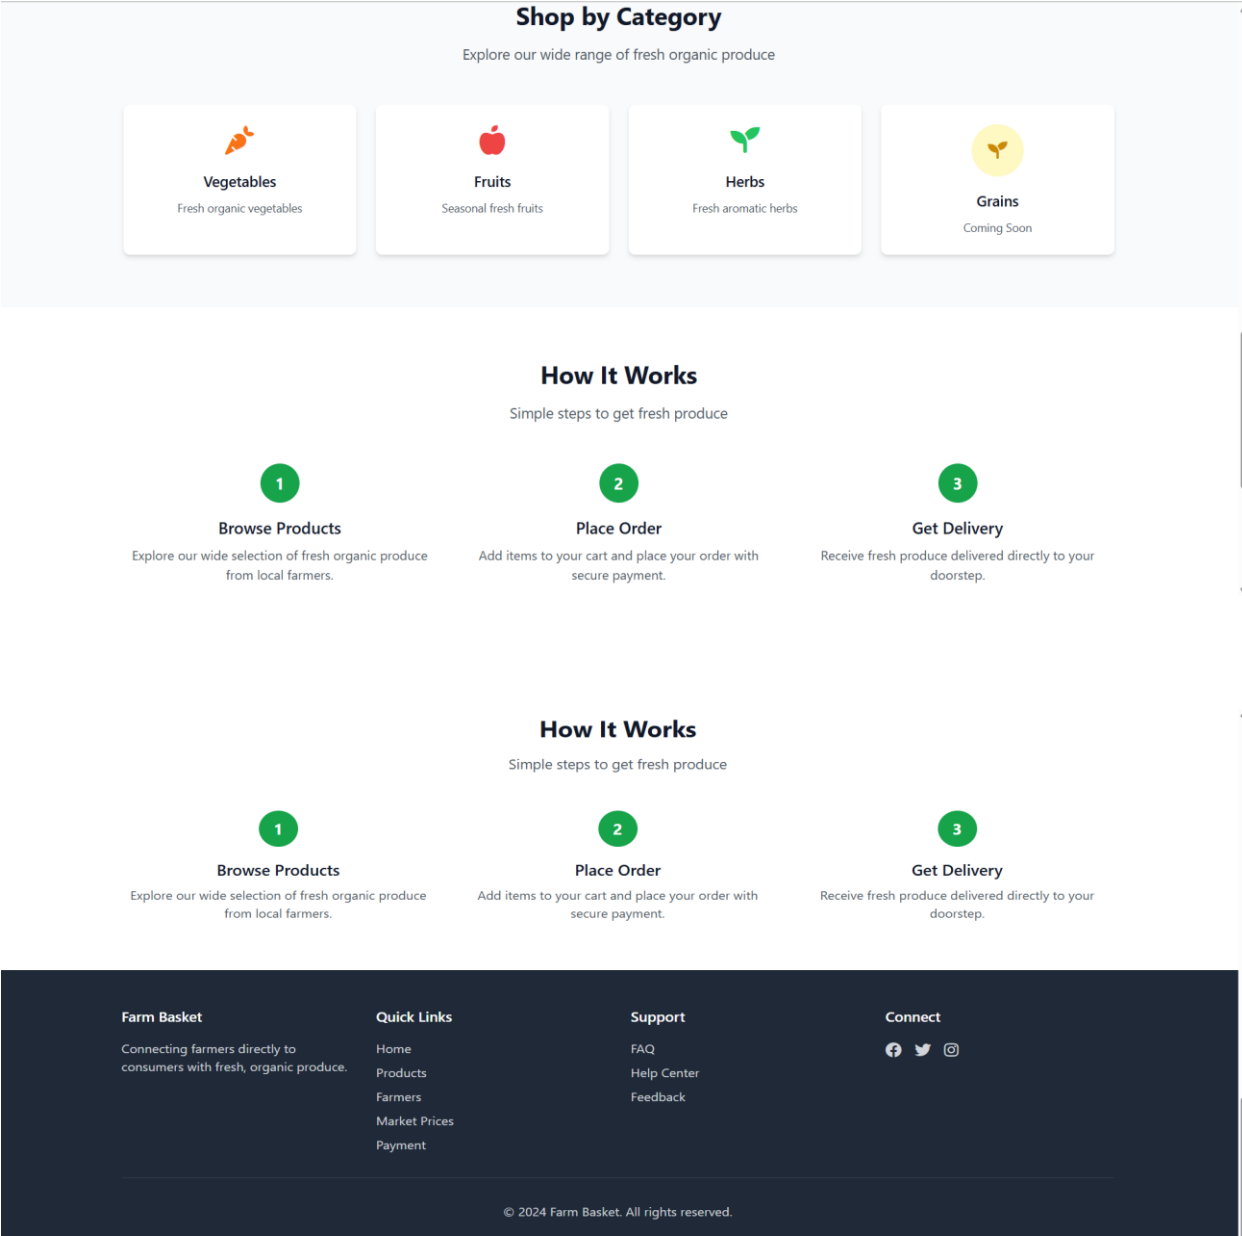 Shop by Category
Explore our wide range of fresh organic produce
Vegetables
Fresh organic vegetables
Fruits
Seasonal fresh fruits
Herbs
Fresh aromatic herbs
Grains
Coming Soon
How It Works
Simple steps to get fresh produce
1
Browse Products
Explore our wide selection of fresh organic produce
from local farmers.
2
Place Order
Add items to your cart and place your order with
secure payment.
3
Get Delivery
Receive fresh produce delivered directly to your
doorstep.
How It Works
Simple steps to get fresh produce
1
Browse Products
Explore our wide selection of fresh organic produce
from local farmers.
2
Place Order
Add items to your cart and place your order with
secure payment.
3
Get Delivery
Receive fresh produce delivered directly to your
doorstep.
Farm Basket
Connecting farmers directly to
consumers with fresh, organic produce.
Quick Links
Home
Products
Farmers
Market Prices
Payment
Support
FAQ
Help Center
Feedback
Connect
© 2024 Farm Basket. All rights reserved.